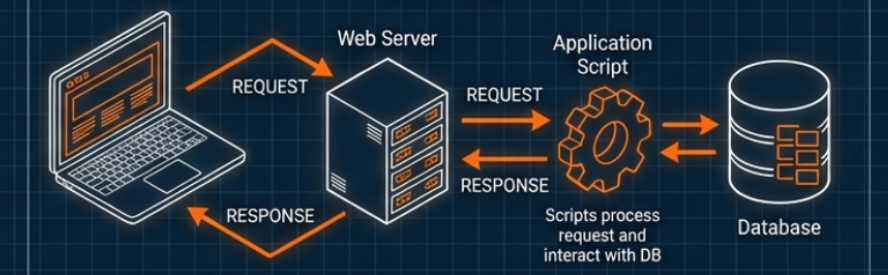 Web Server
Application
Script
REQUEST
REQUEST
RESPONSE
RESPONSE
Scripts process
request and
interact with DB
Database